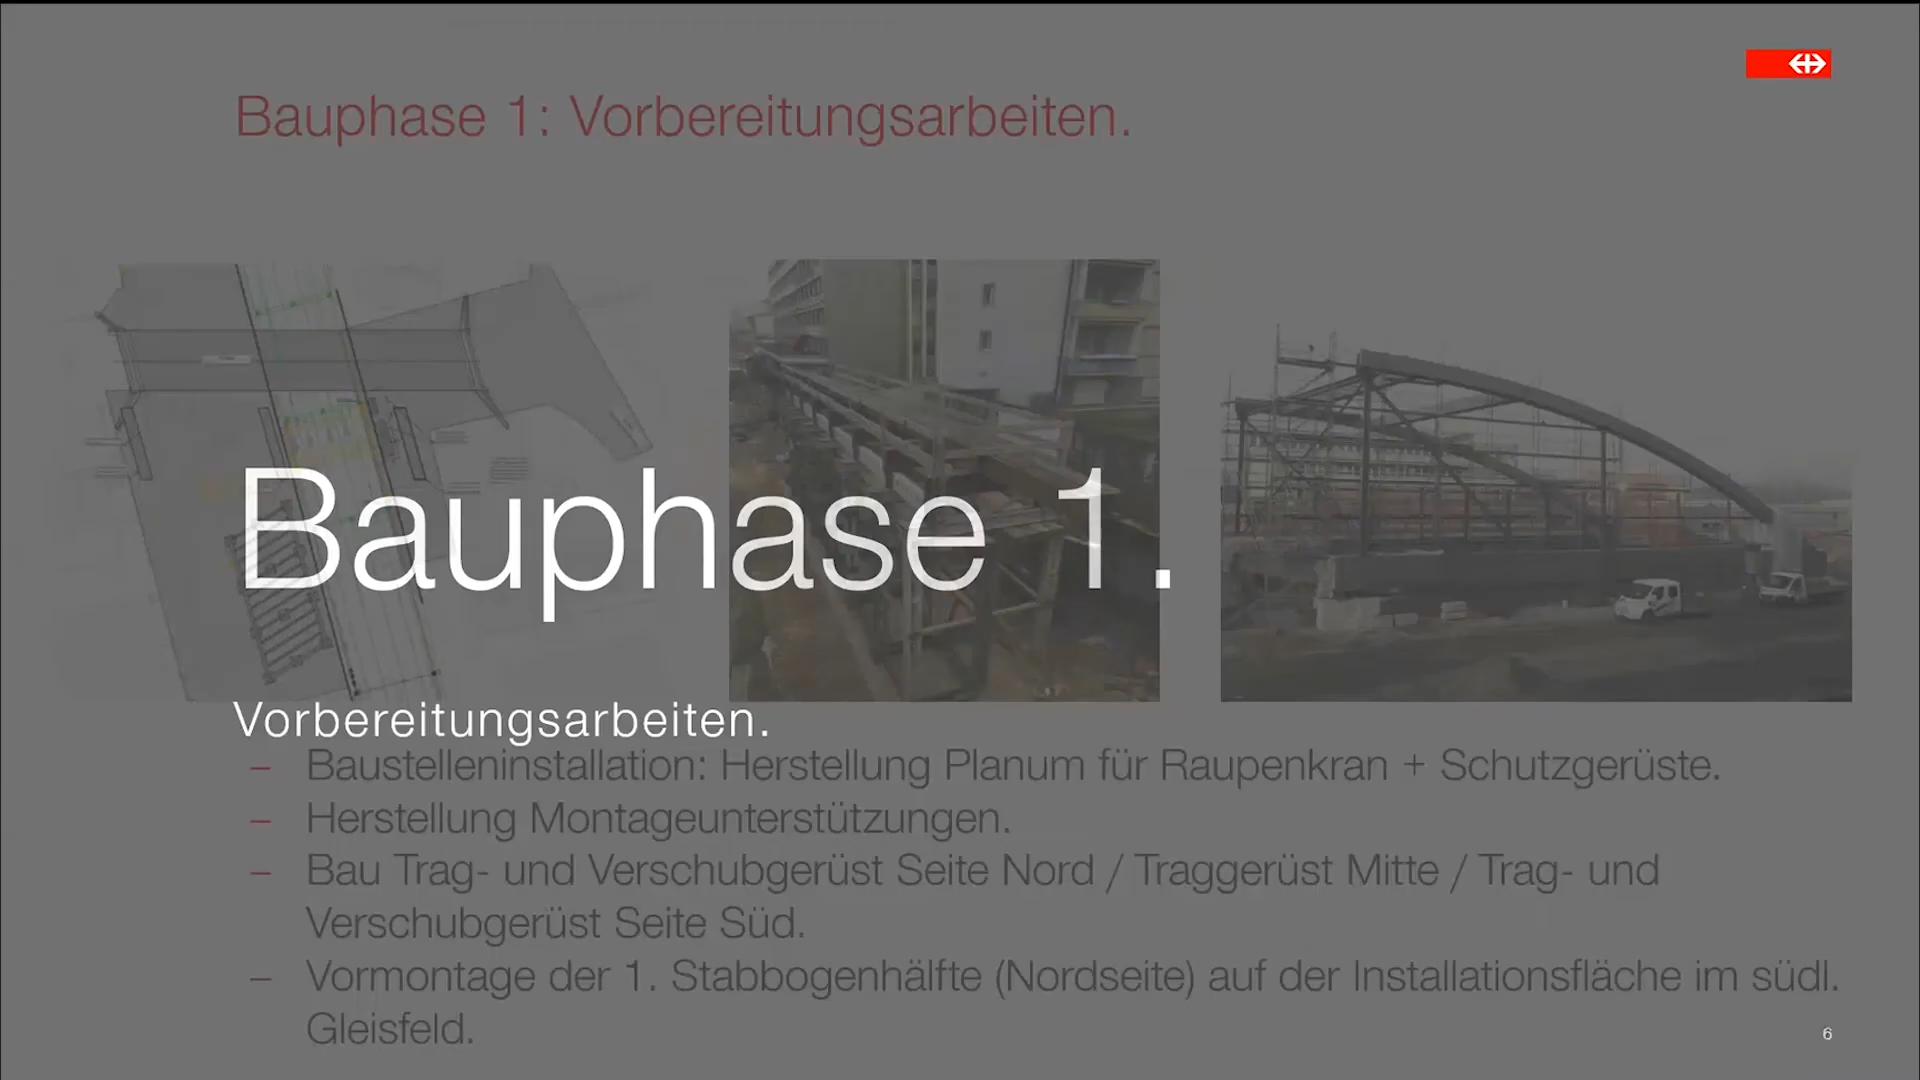 Bauphase 1: Vorbereitungsarbeiten.
Bauphase 1.
Vorbereitungsarbeiten.
– Baustelleninstallation: Herstellung Planum für Raupenkran + Schutzgerüste.
– Herstellung Montageunterstützungen.
– Bau Trag- und Verschubgerüst Seite Nord / Traggerüst Mitte / Trag- und
Verschubgerüst Seite Süd.
– Vormontage der 1. Stabbogenhälfte (Nordseite) auf der Installationsfläche im südl.
Gleisfeld.
6